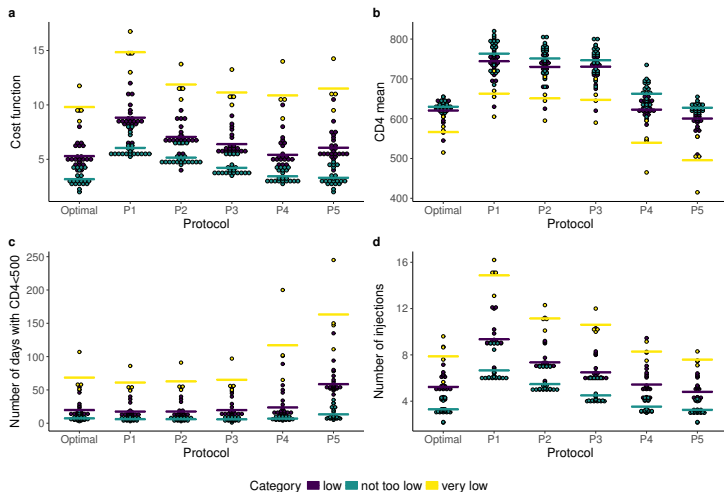 a
Cost function
15
10
5
Optimal P1 P2 P3 P4 P5
Protocol
b
CD4 mean
800
700
600
500
400
Optimal P1 P2 P3 P4 P5
Protocol
c
Number of days with CD4<500
250
200
150
100
50
0
Optimal P1 P2 P3 P4 P5
Protocol
d
Number of injections
16
12
8
4
Optimal P1 P2 P3 P4 P5
Protocol
Category low not too low very low